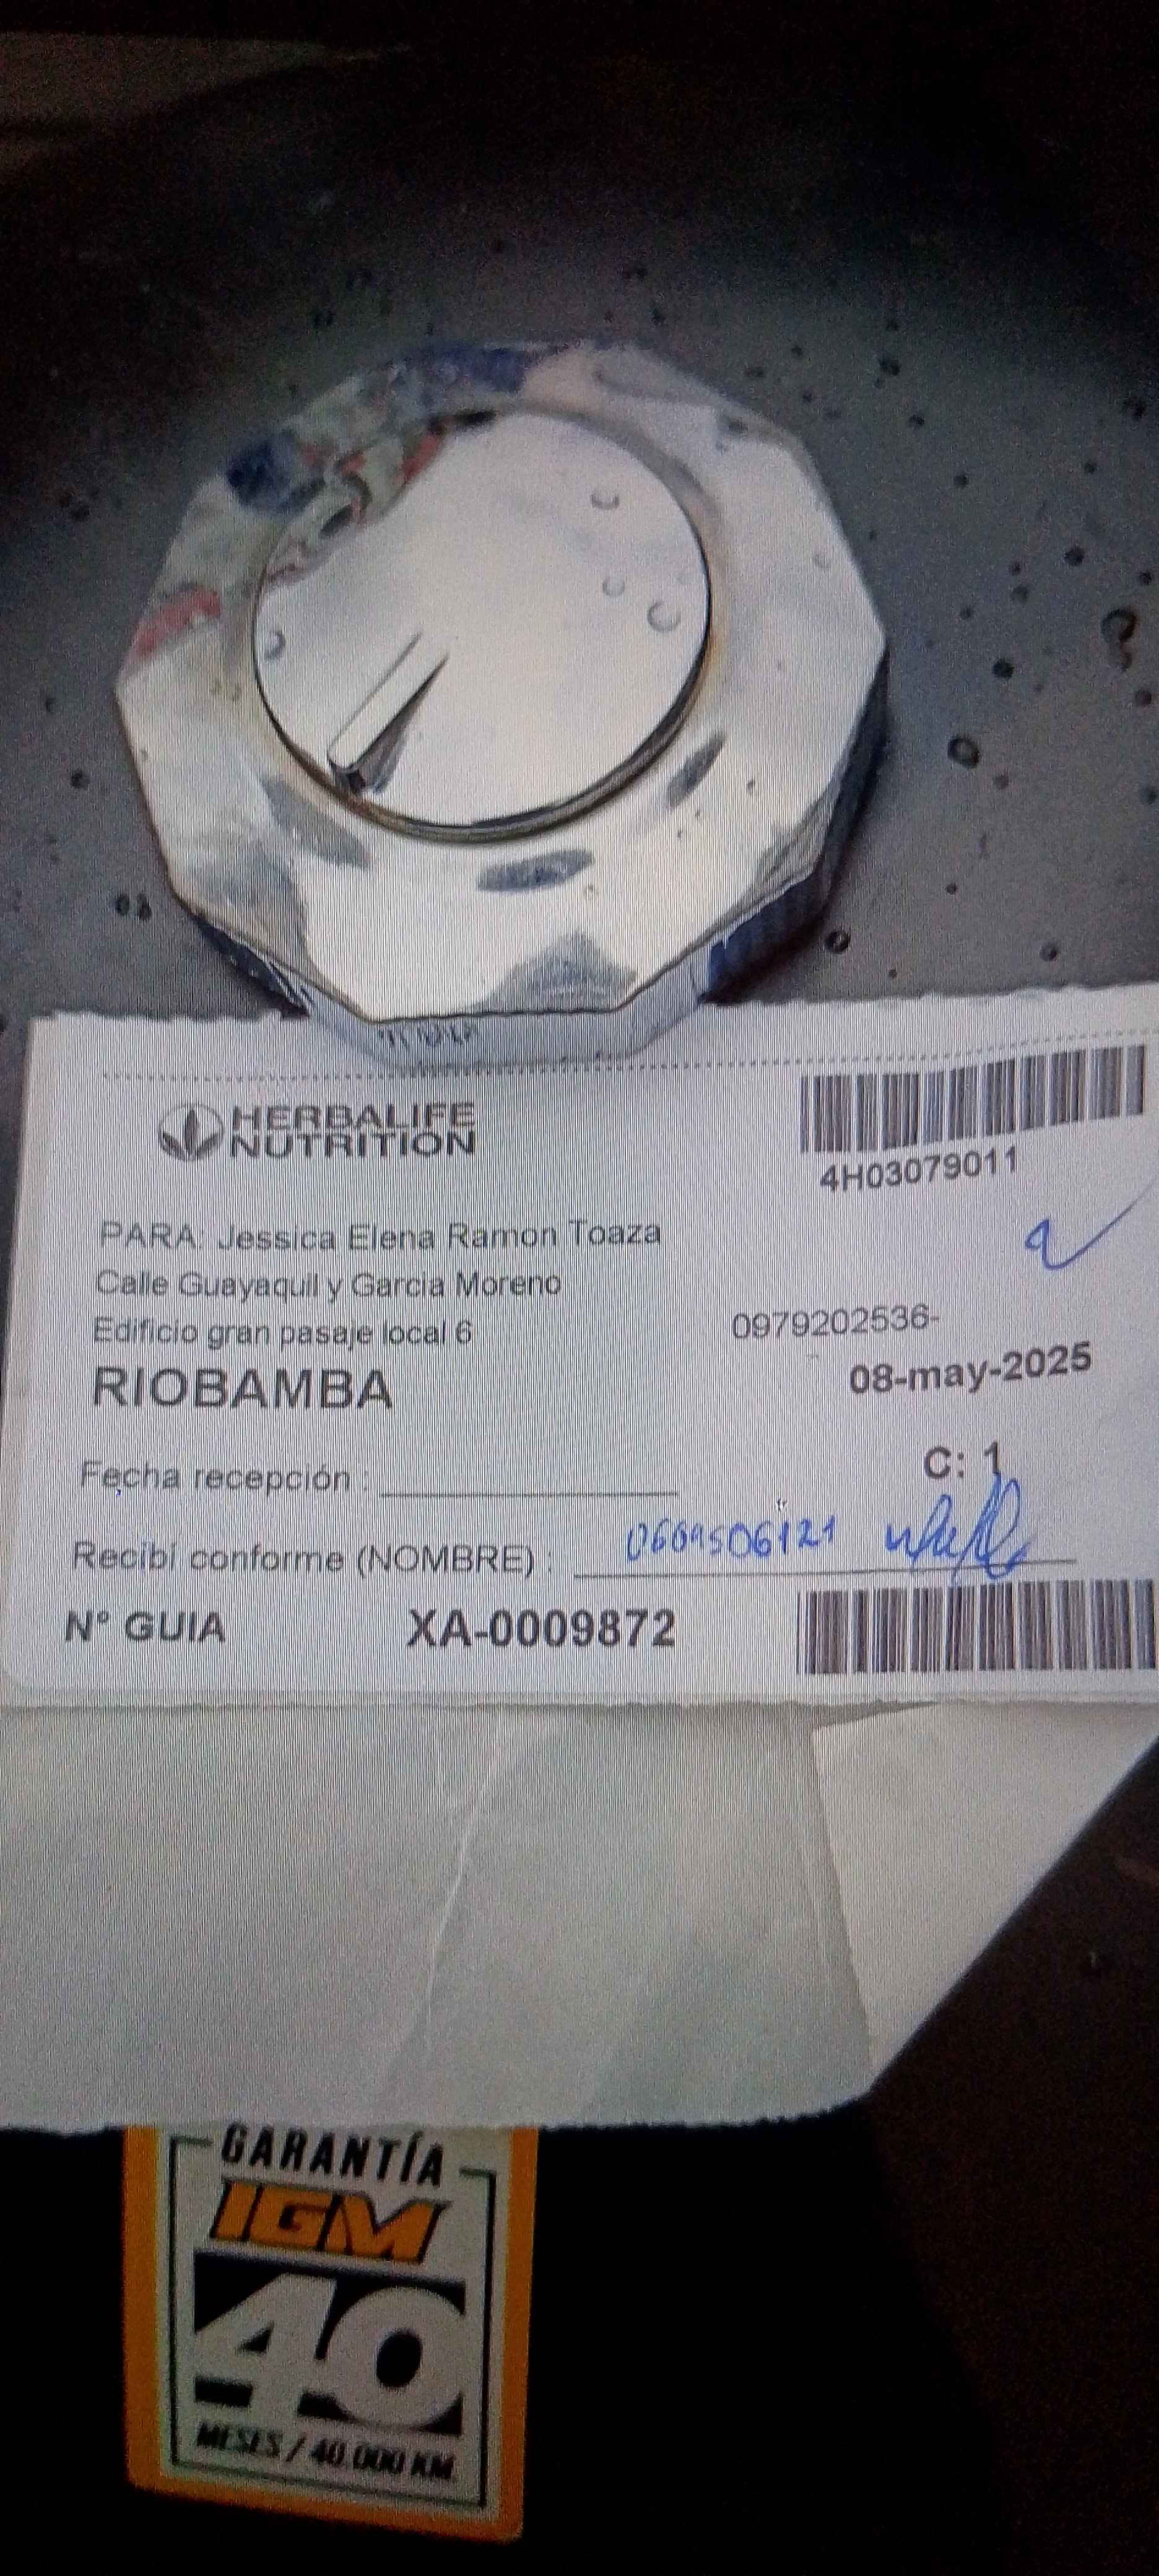 HERBALIFE
NUTRITION
4H03079011
PARA: Jessica Elena Ramon Toaza
Calle Guayaquil y Garcia Moreno
Edificio gran pasaje local 6
0979202536-
RIOBAMBA
08-may-2025
C: 1
Fecha recepción :
Recibí conforme (NOMBRE) :
N° GUIA
XA-0009872
GARANTÍA
IGM
40
MESES / 40.000 KM.